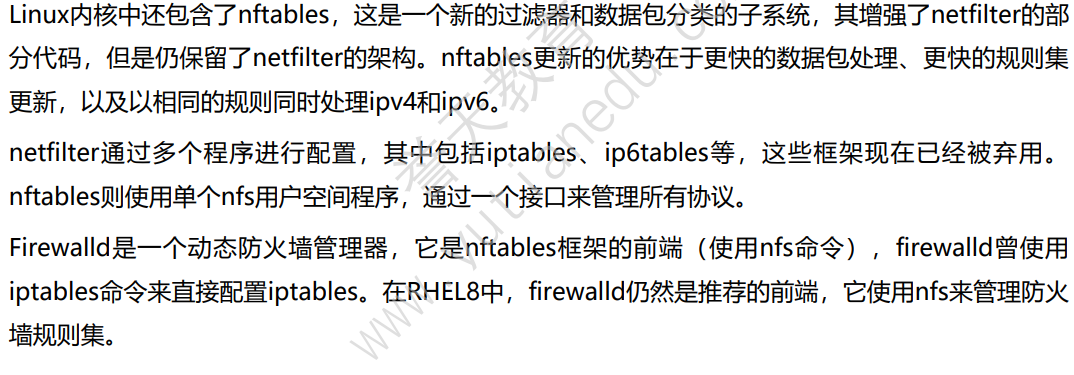 Linux内核中还包含了nftables，这是一个新的过滤器和数据包分类的子系统，其增强了netfilter的部
分代码，但是仍保留了netfilter的架构。nftables更新的优势在于更快的数据包处理、更快的规则集
更新，以及以相同的规则同时处理ipv4和ipv6。
netfilter通过多个程序进行配置，其中包括iptables、ip6tables等，这些框架现在已经被弃用。
nftables则使用单个nfs用户空间程序，通过一个接口来管理所有协议。
Firewalld是一个动态防火墙管理器，它是nftables框架的前端（使用nfs命令），firewalld曾使用
iptables命令来直接配置iptables。在RHEL8中，firewalld仍然是推荐的前端，它使用nfs来管理防火
墙规则集。
誉天教育
www.yutianedu.c